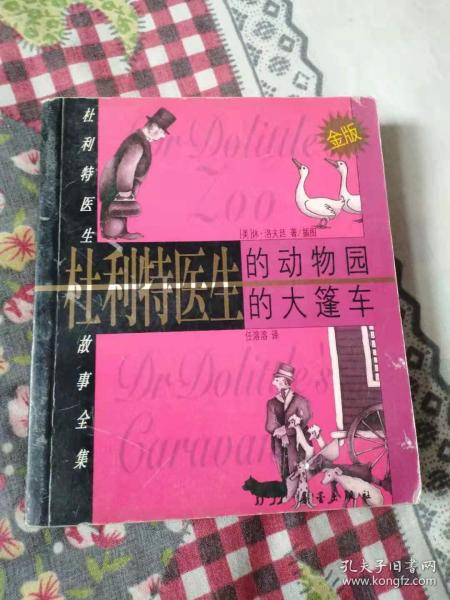 杜利特医生故事全集
Dr Dolittle's
Zoo
金版
[美]休·洛夫廷 著/插图
杜利特医生的动物园
的大篷车
任溶溶 译
Dr Dolittle's
Caravan
孔夫子旧书网
www.kongfz.com